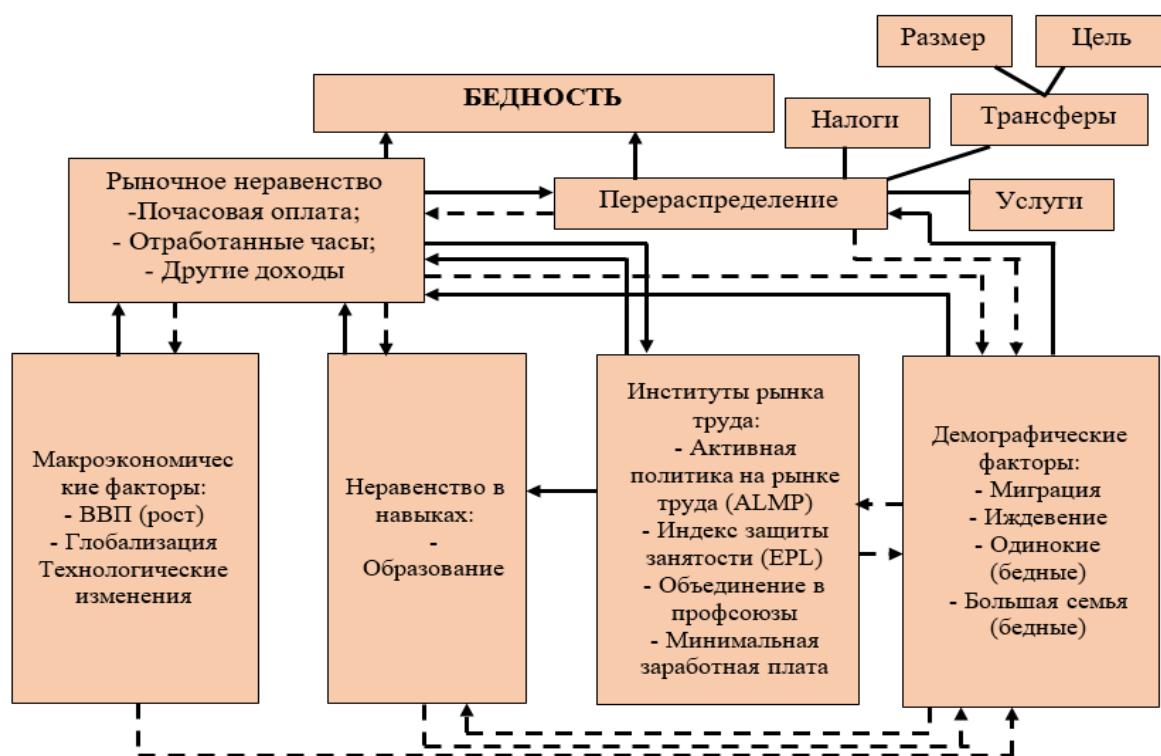 Размер
Цель
БЕДНОСТЬ
Налоги
Трансферы
Рыночное неравенство
-Почасовая оплата;
- Отработанные часы;
- Другие доходы
Перераспределение
Услуги
Макроэкономичес
кие факторы:
- ВВП (рост)
- Глобализация
Технологические
изменения
Неравенство в
навыках:
-
Образование
Институты рынка
труда:
- Активная
политика на рынке
труда (ALMP)
- Индекс защиты
занятости (EPL)
- Объединение в
профсоюзы
- Минимальная
заработная плата
Демографические
факторы:
- Миграция
- Иждевение
- Одинокие
(бедные)
- Большая семья
(бедные)